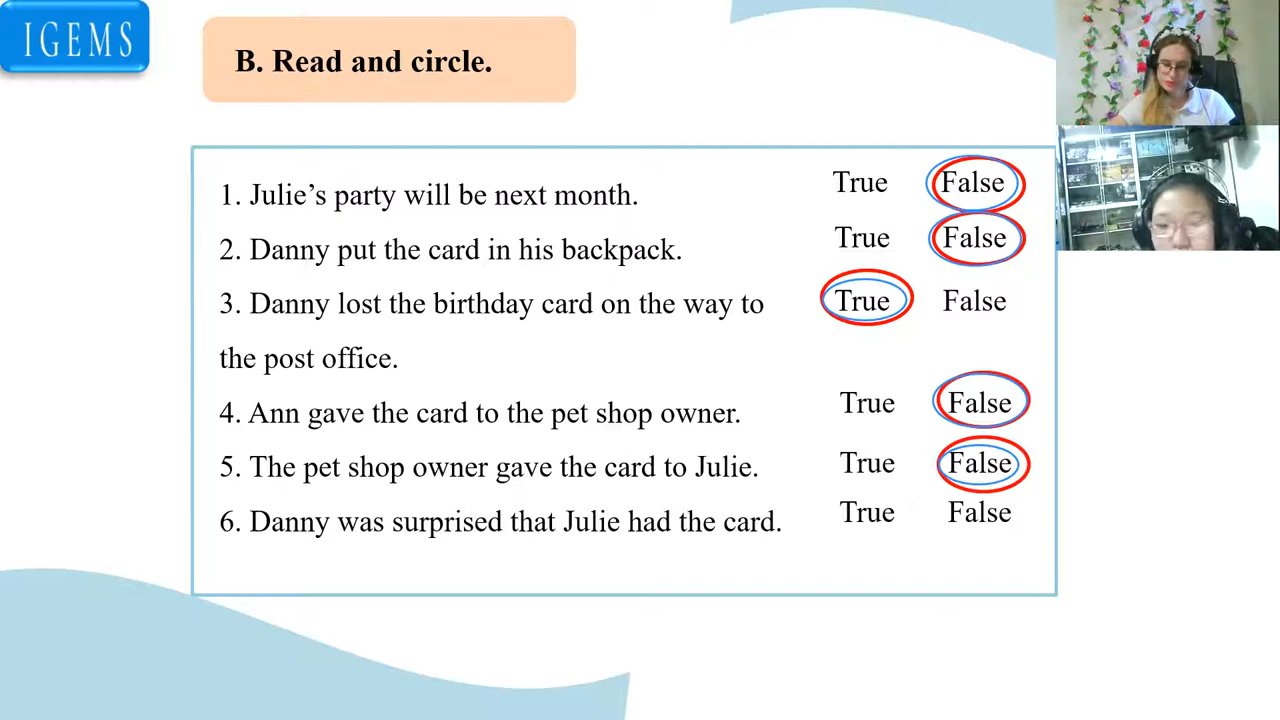 IGEMS
B. Read and circle.
1. Julie’s party will be next month. True False
2. Danny put the card in his backpack. True False
3. Danny lost the birthday card on the way to True False
the post office.
4. Ann gave the card to the pet shop owner. True False
5. The pet shop owner gave the card to Julie. True False
6. Danny was surprised that Julie had the card. True False